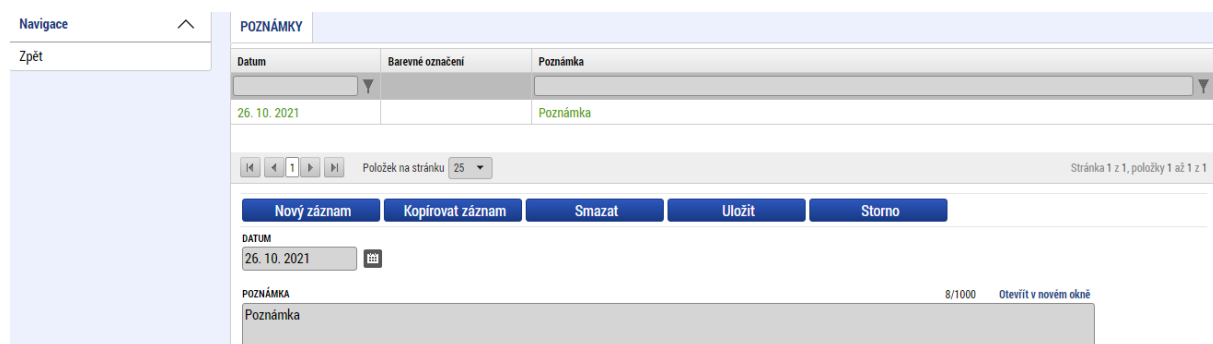 Navigace
POZNÁMKY
Zpět
Datum Barevné označení Poznámka
26. 10. 2021 Poznámka
1 Položek na stránku 25 Stránka 1 z 1, položky 1 až 1 z 1
Nový záznam Kopírovat záznam Smazat Uložit Storno
DATUM
26. 10. 2021
POZNÁMKA 8/1000 Otevřít v novém okně
Poznámka